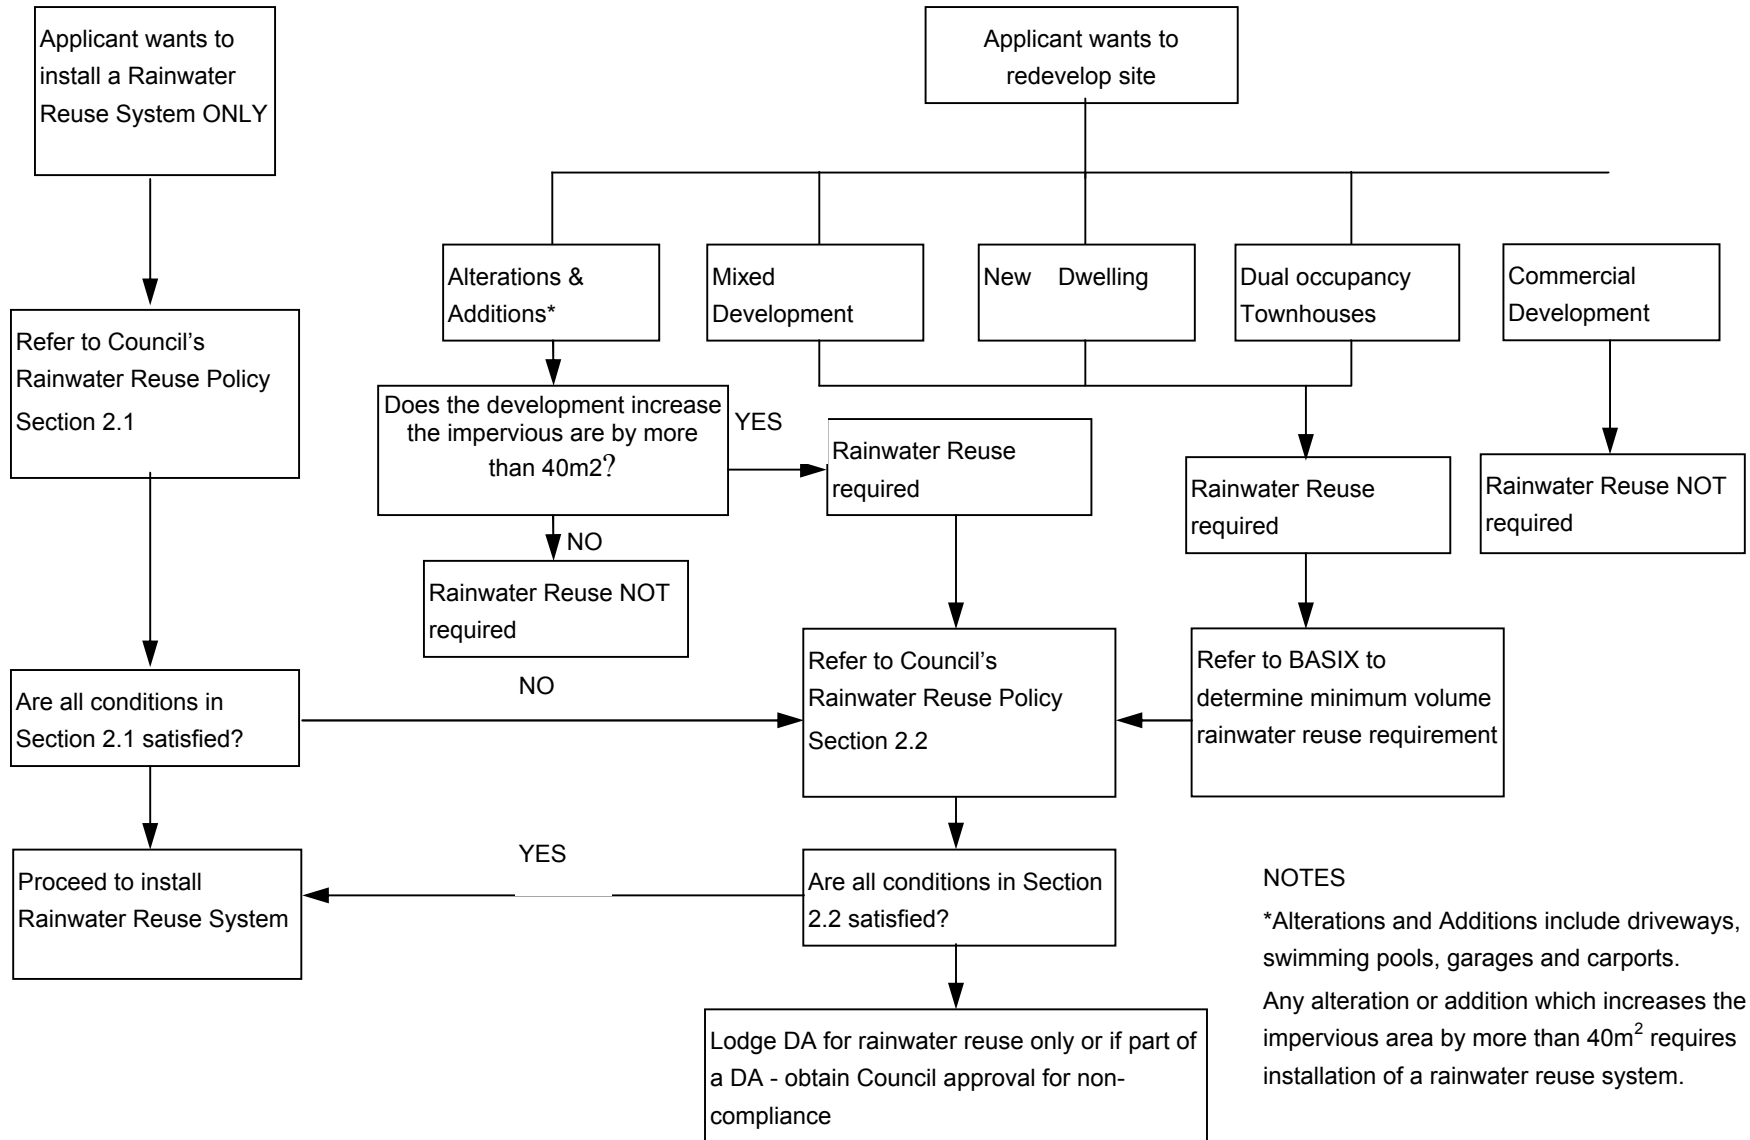 Applicant wants to
install a Rainwater
Reuse System ONLY
Applicant wants to
redevelop site
Alterations &
Additions*
Mixed
Development
New Dwelling
Dual occupancy
Townhouses
Commercial
Development
Refer to Council’s
Rainwater Reuse Policy
Section 2.1
Does the development increase
the impervious are by more
than 40m2?
YES
Rainwater Reuse
required
Rainwater Reuse
required
Rainwater Reuse NOT
required
NO
Rainwater Reuse NOT
required
Are all conditions in
Section 2.1 satisfied?
NO
Refer to Council’s
Rainwater Reuse Policy
Section 2.2
Refer to BASIX to
determine minimum volume
rainwater reuse requirement
Proceed to install
Rainwater Reuse System
YES
Are all conditions in Section
2.2 satisfied?
Lodge DA for rainwater reuse only or if part of
a DA - obtain Council approval for non-
compliance
NOTES
*Alterations and Additions include driveways,
swimming pools, garages and carports.
Any alteration or addition which increases the
impervious area by more than 40m² requires
installation of a rainwater reuse system.